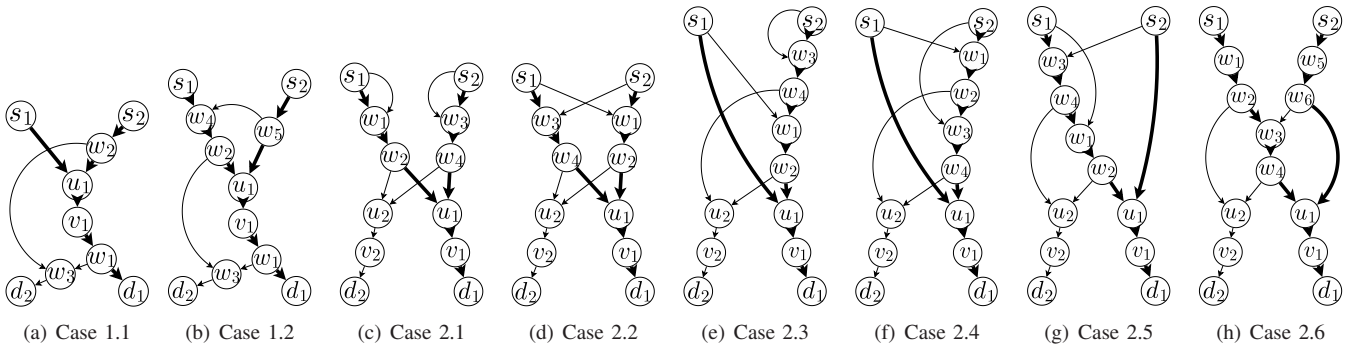 s1 s2 w2 u1 v1 w1 w3 d2 d1
s1 s2 w4 w5 w2 u1 v1 w1 w3 d2 d1
s1 s2 w1 w3 w2 w4 u2 u1 v2 v1 d2 d1
s1 s2 w3 w1 w4 w2 u2 u1 v2 v1 d2 d1
s1 s2 w3 w4 w1 w2 u2 u1 v2 v1 d2 d1
s1 s2 w1 w2 w3 w4 u2 u1 v2 v1 d2 d1
s1 s2 w3 w4 w1 w2 u2 u1 v2 v1 d2 d1
s1 s2 w1 w5 w2 w6 w3 w4 u2 u1 v2 v1 d2 d1
(a) Case 1.1 (b) Case 1.2 (c) Case 2.1 (d) Case 2.2 (e) Case 2.3 (f) Case 2.4 (g) Case 2.5 (h) Case 2.6